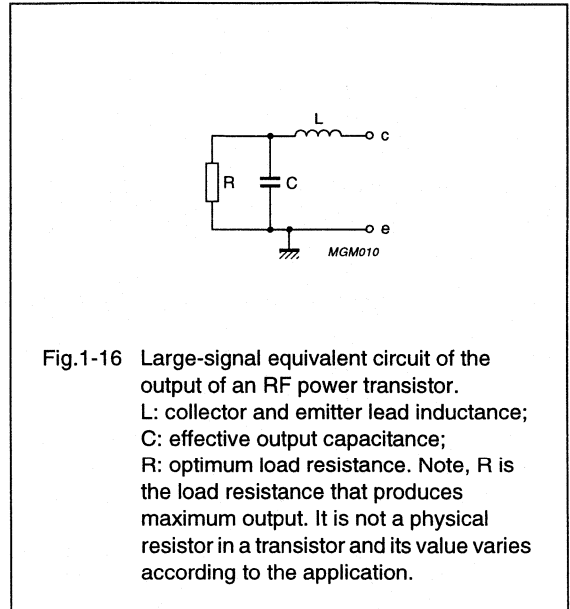 L
c
R
C
e
MGM010
Fig.1-16 Large-signal equivalent circuit of the
output of an RF power transistor.
L: collector and emitter lead inductance;
C: effective output capacitance;
R: optimum load resistance. Note, R is
the load resistance that produces
maximum output. It is not a physical
resistor in a transistor and its value varies
according to the application.